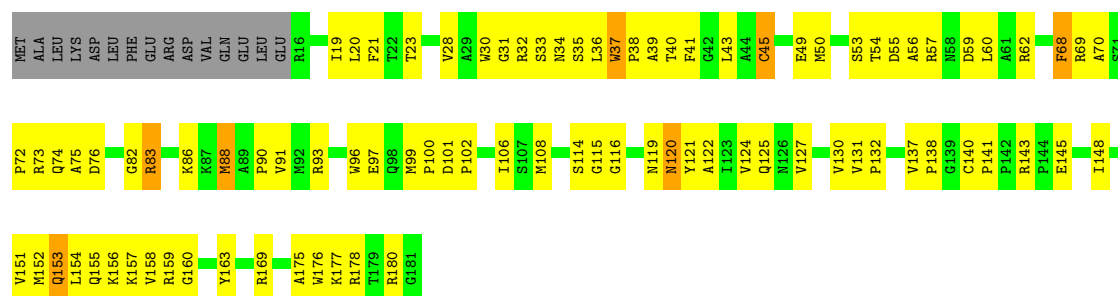 MET ALA LEU LYS ASP LEU PHE GLU ARG ASP VAL GLN GLU LEU GLU R16 I19 L20 F21 T22 T23 V28 A29 W30 G31 R32 S33 N34 S35 L36 W37 P38 A39 T40 F41 G42 L43 A44 C45 E49 M50 S53 T54 D55 A56 R57 N58 D59 L60 A61 R62 F68 R69 A70 S71
P72 R73 Q74 A75 D76 G82 R83 K86 K87 M88 A89 P90 V91 M92 R93 W96 E97 Q98 M99 P100 D101 P102 I106 S107 M108 S114 G115 G116 N119 N120 Y121 A122 I123 V124 Q125 N126 V127 V130 V131 P132 V137 P138 G139 C140 P141 P142 R143 P144 E145 I148
V151 M152 Q153 L154 Q155 K156 K157 V158 R159 G160 Y163 R169 A175 W176 K177 R178 T179 R180 G181